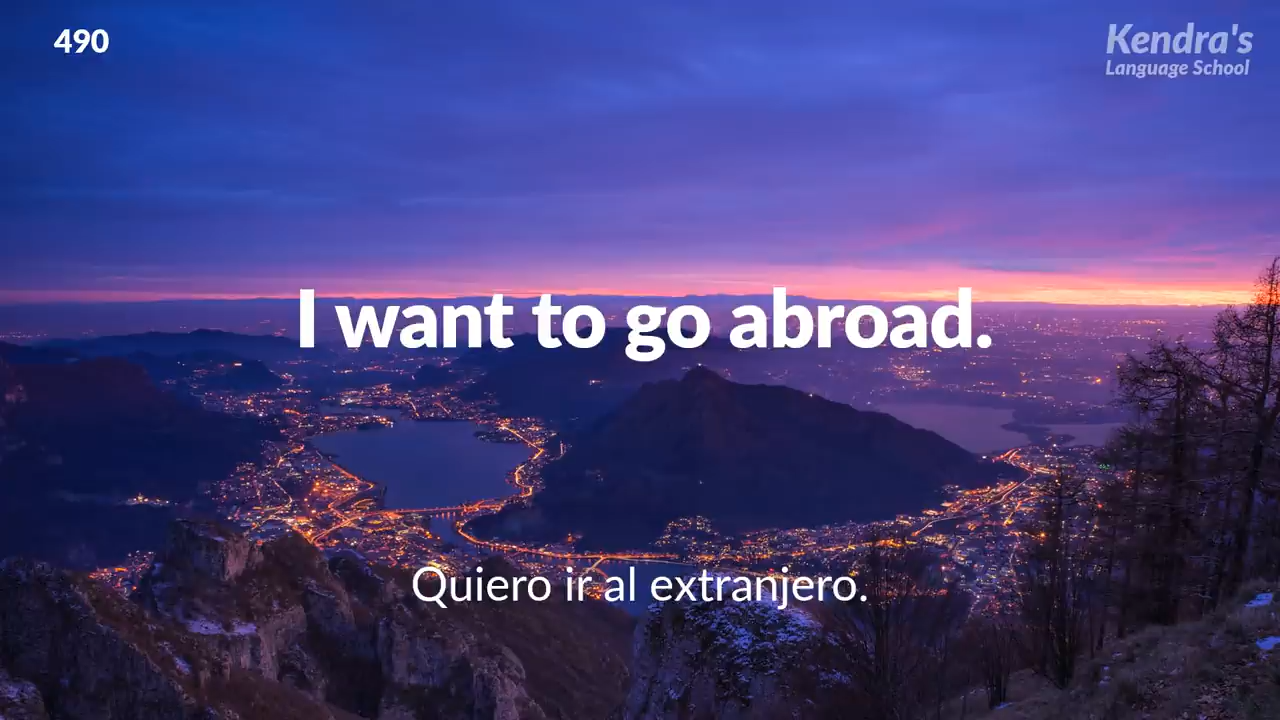 490
Kendra's
Language School
I want to go abroad.
Quiero ir al extranjero.